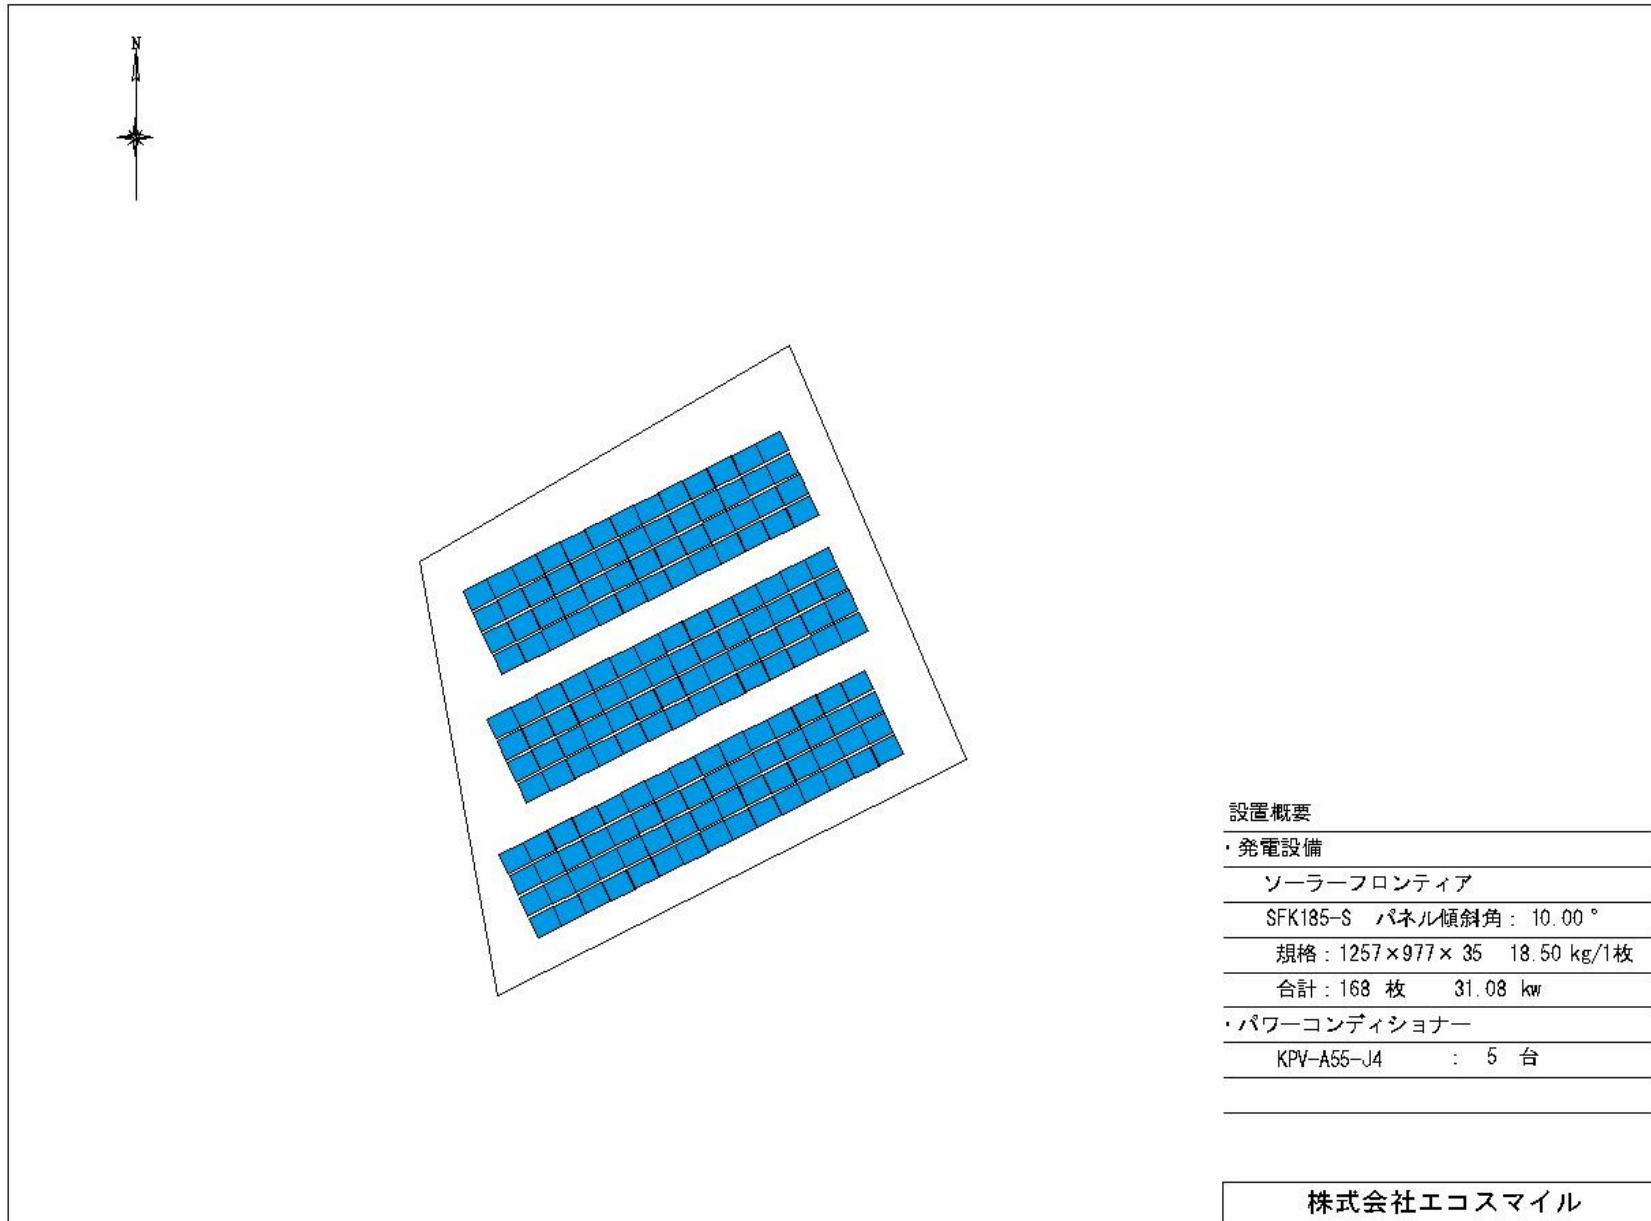 N
設置概要
・発電設備
ソーラーフロンティア
SFK185-S パネル傾斜角: 10.00°
規格:1257×977× 35 18.50 kg/1枚
合計:168 枚 31.08 kw
・パワーコンディショナー
KPV-A55-J4 : 5 台
株式会社エコスマイル